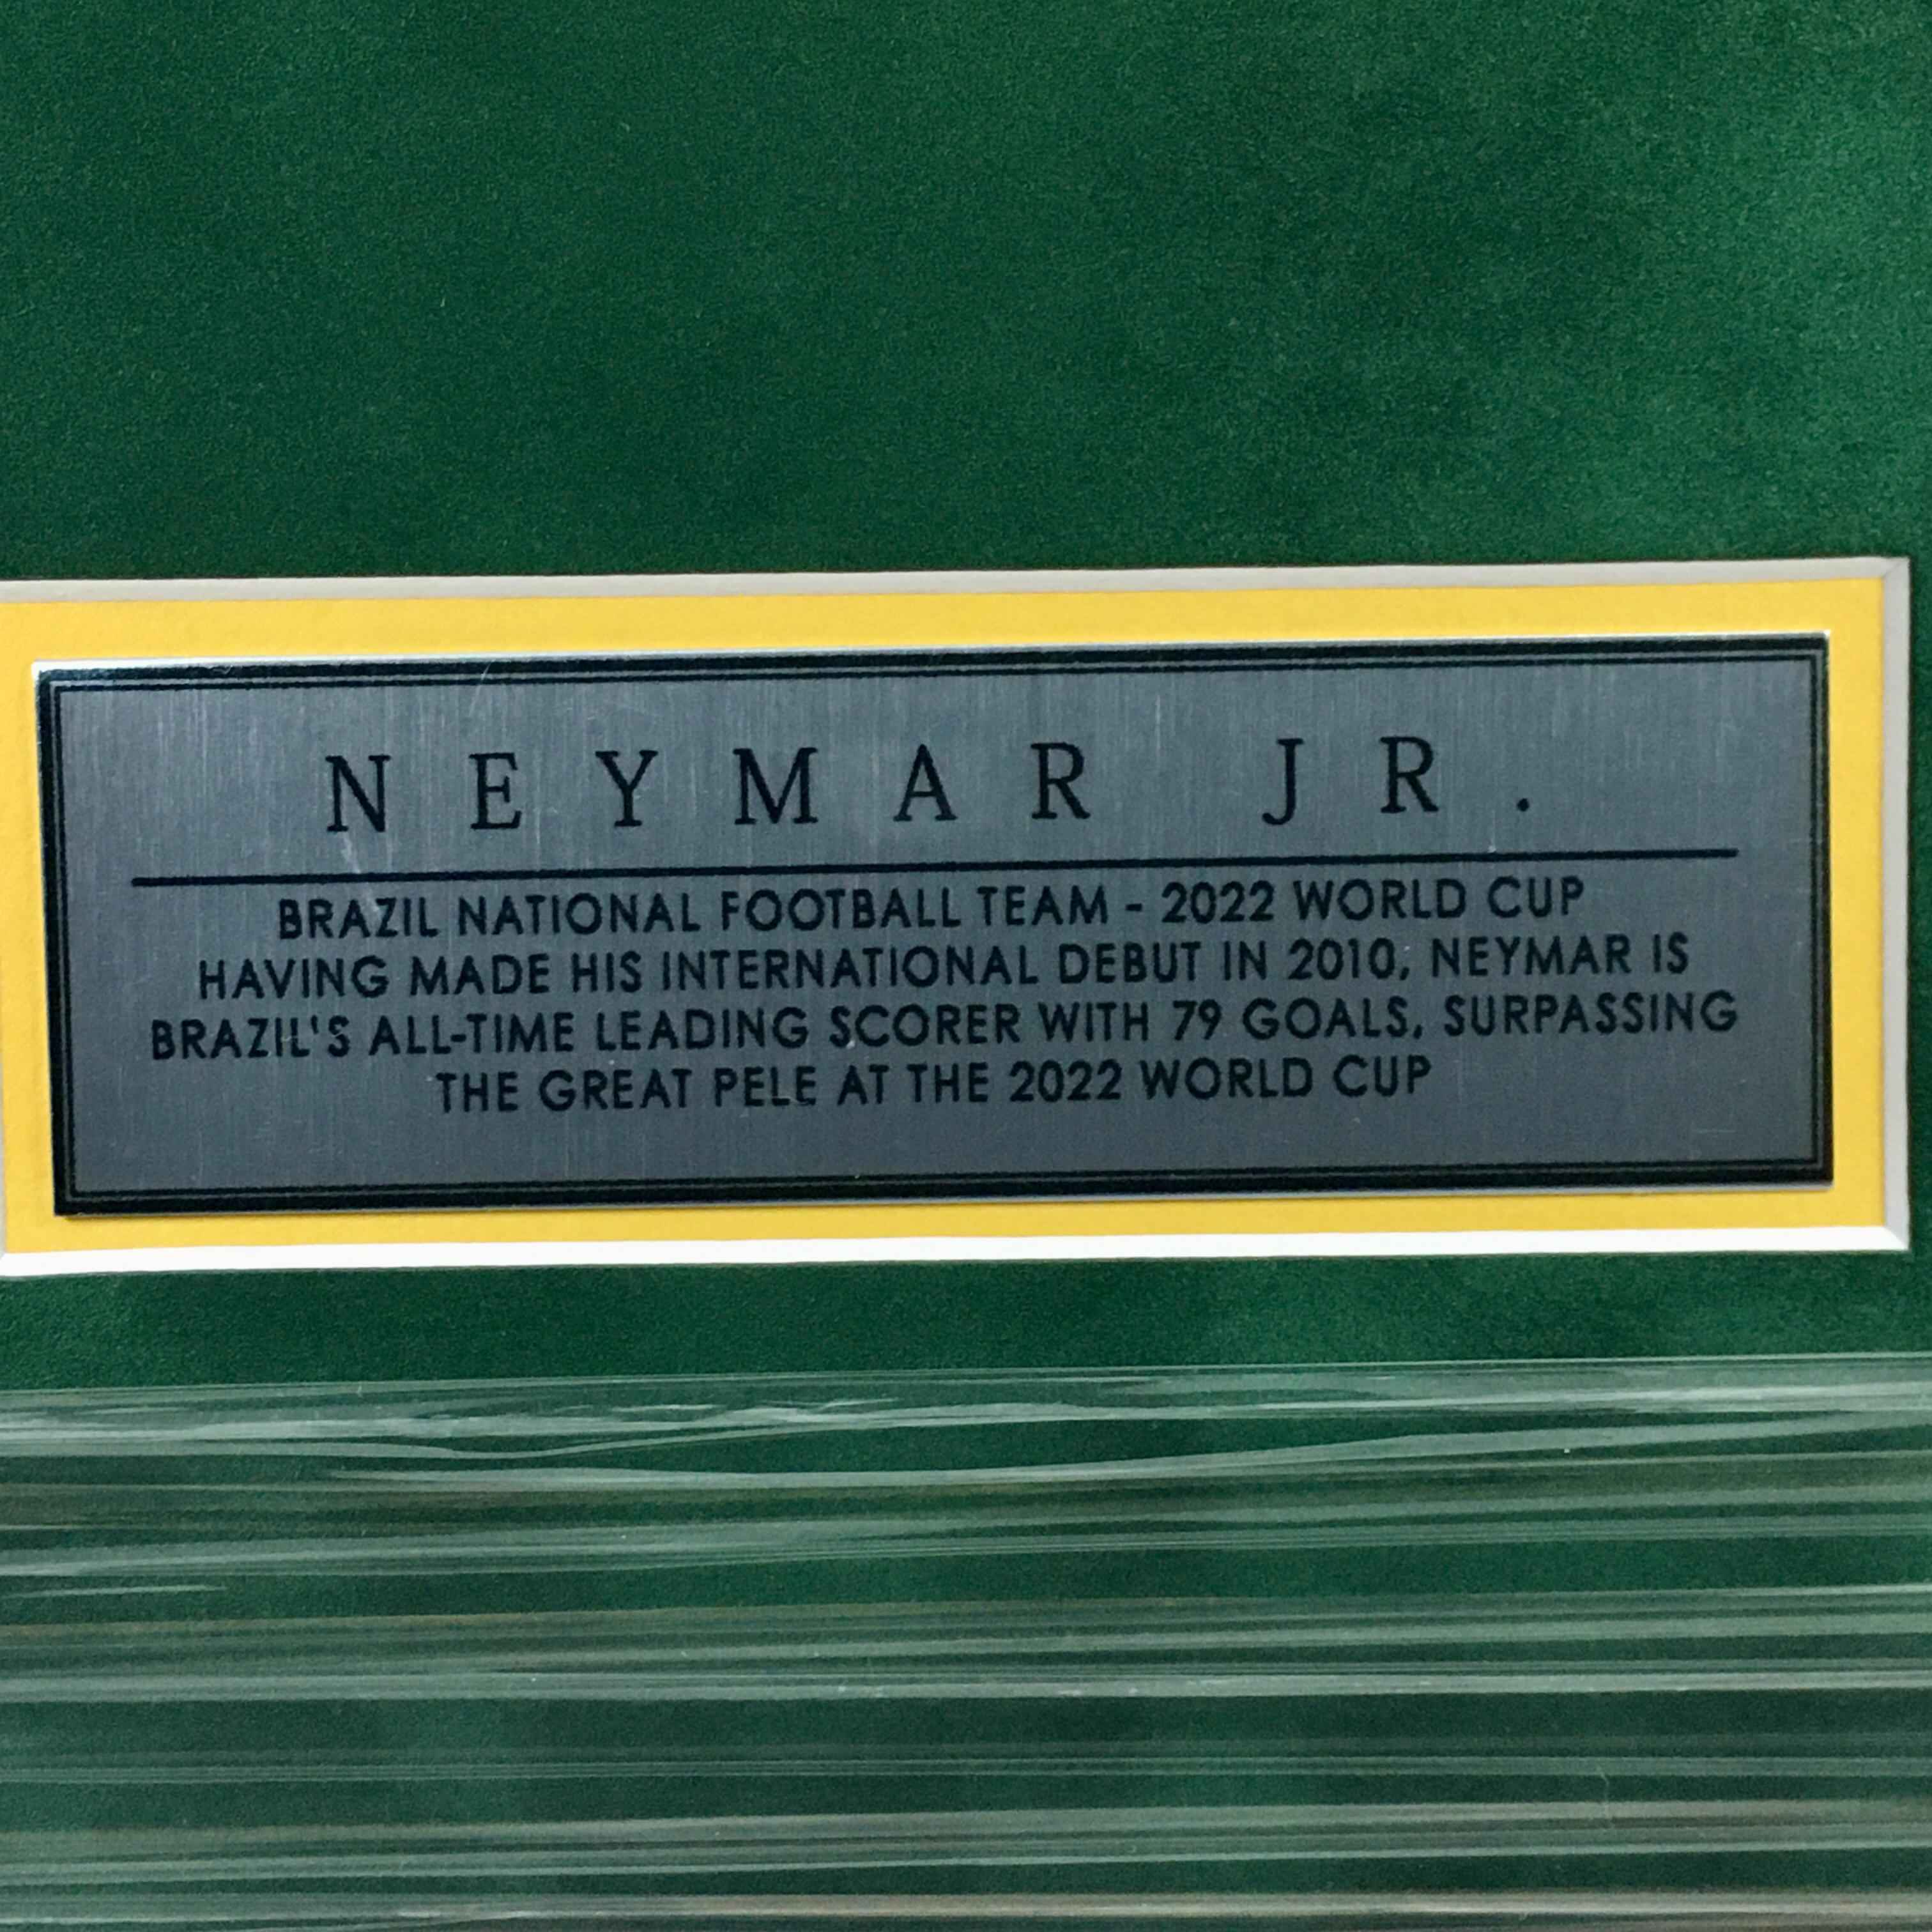 NEYMAR JR.
BRAZIL NATIONAL FOOTBALL TEAM - 2022 WORLD CUP
HAVING MADE HIS INTERNATIONAL DEBUT IN 2010, NEYMAR IS
BRAZIL'S ALL-TIME LEADING SCORER WITH 79 GOALS, SURPASSING
THE GREAT PELE AT THE 2022 WORLD CUP